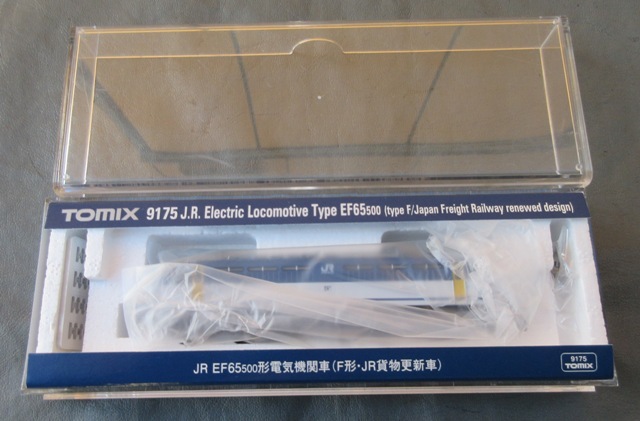 TOMIX 9175 J.R. Electric Locomotive Type EF65500 (type F/Japan Freight Railway renewed design)
JR
JR EF65500形電気機関車(F形・JR貨物更新車)
9175
TOMIX